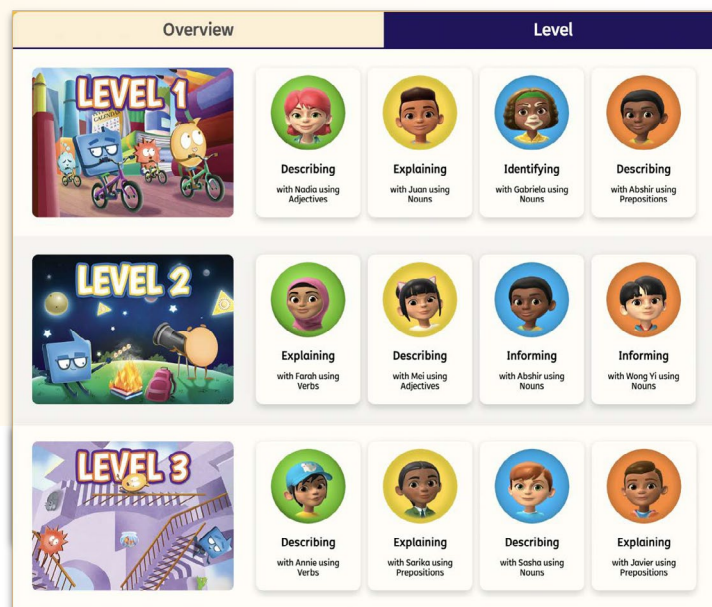 Overview
Level
LEVEL 1
CALENDAR
Describing
with Nadia using
Adjectives
Explaining
with Juan using
Nouns
Identifying
with Gabriela using
Nouns
Describing
with Abshir using
Prepositions
LEVEL 2
Explaining
with Farah using
Verbs
Describing
with Mei using
Adjectives
Informing
with Abshir using
Nouns
Informing
with Wong Yi using
Nouns
LEVEL 3
Describing
with Annie using
Verbs
Explaining
with Sarika using
Prepositions
Describing
with Sasha using
Nouns
Explaining
with Javier using
Prepositions